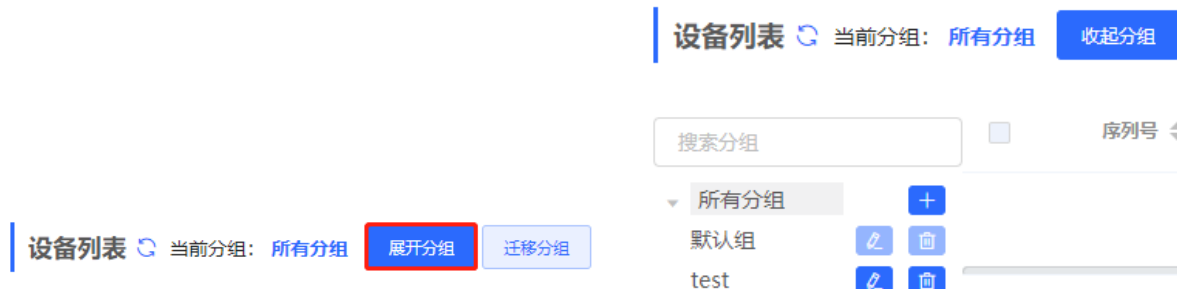 设备列表 当前分组： 所有分组 展开分组 迁移分组
设备列表 当前分组： 所有分组 收起分组
搜索分组 序列号
所有分组
默认组
test